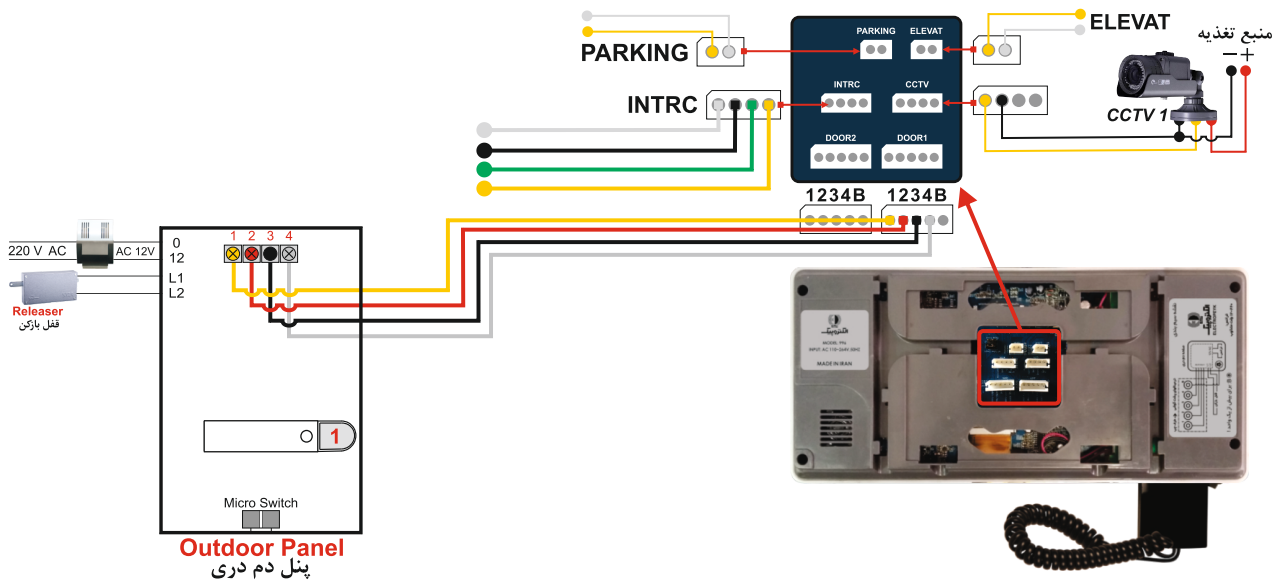 PARKING
ELEVAT
PARKING
ELEVAT
منبع تغذیه
− +
INTRC
INTRC
CCTV
CCTV 1
DOOR2
DOOR1
1234B
1234B
220 V AC
AC 12V
0
12
L1
L2
1 2 3 4
Releaser
قفل بازکن
1
Micro Switch
Outdoor Panel
پنل دم دری
MADE IN IRAN
ELECTROPEYK